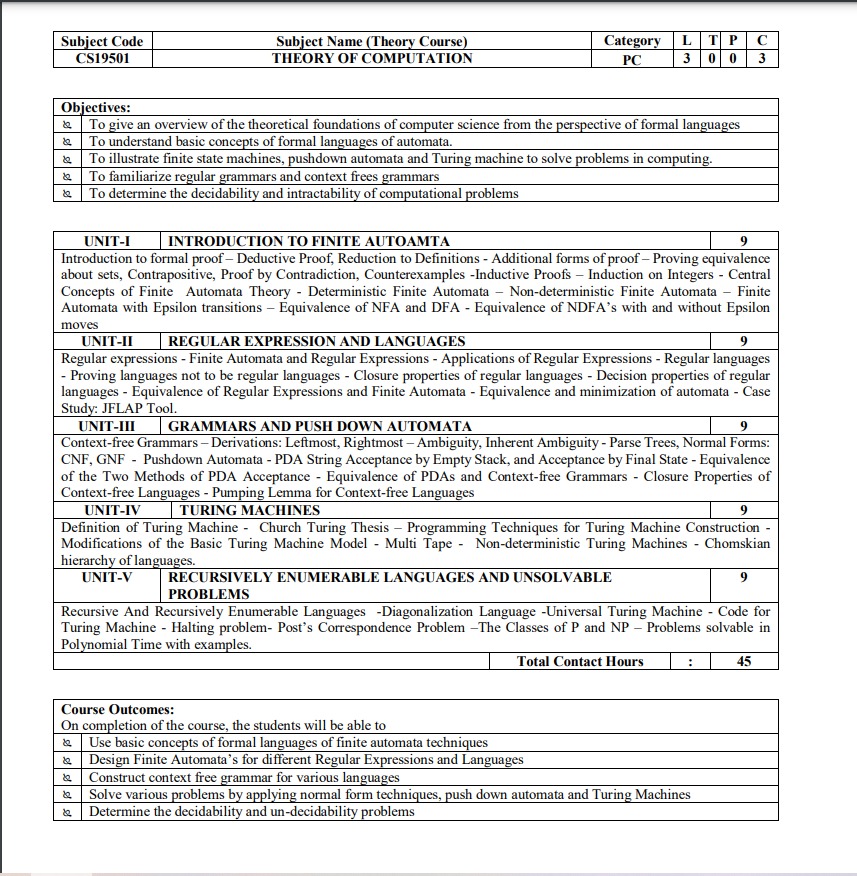 Subject Code Subject Name (Theory Course) Category L T P C
CS19501 THEORY OF COMPUTATION PC 3 0 0 3
Objectives:
To give an overview of the theoretical foundations of computer science from the perspective of formal languages
To understand basic concepts of formal languages of automata.
To illustrate finite state machines, pushdown automata and Turing machine to solve problems in computing.
To familiarize regular grammars and context frees grammars
To determine the decidability and intractability of computational problems
UNIT-I INTRODUCTION TO FINITE AUTOAMTA 9
Introduction to formal proof – Deductive Proof, Reduction to Definitions - Additional forms of proof – Proving equivalence
about sets, Contrapositive, Proof by Contradiction, Counterexamples -Inductive Proofs – Induction on Integers - Central
Concepts of Finite Automata Theory - Deterministic Finite Automata – Non-deterministic Finite Automata – Finite
Automata with Epsilon transitions – Equivalence of NFA and DFA - Equivalence of NDFA’s with and without Epsilon
moves
UNIT-II REGULAR EXPRESSION AND LANGUAGES 9
Regular expressions - Finite Automata and Regular Expressions - Applications of Regular Expressions - Regular languages
- Proving languages not to be regular languages - Closure properties of regular languages - Decision properties of regular
languages - Equivalence of Regular Expressions and Finite Automata - Equivalence and minimization of automata - Case
Study: JFLAP Tool.
UNIT-III GRAMMARS AND PUSH DOWN AUTOMATA 9
Context-free Grammars – Derivations: Leftmost, Rightmost – Ambiguity, Inherent Ambiguity - Parse Trees, Normal Forms:
CNF, GNF - Pushdown Automata - PDA String Acceptance by Empty Stack, and Acceptance by Final State - Equivalence
of the Two Methods of PDA Acceptance - Equivalence of PDAs and Context-free Grammars - Closure Properties of
Context-free Languages - Pumping Lemma for Context-free Languages
UNIT-IV TURING MACHINES 9
Definition of Turing Machine - Church Turing Thesis – Programming Techniques for Turing Machine Construction -
Modifications of the Basic Turing Machine Model - Multi Tape - Non-deterministic Turing Machines - Chomskian
hierarchy of languages.
UNIT-V RECURSIVELY ENUMERABLE LANGUAGES AND UNSOLVABLE 9
PROBLEMS
Recursive And Recursively Enumerable Languages -Diagonalization Language -Universal Turing Machine - Code for
Turing Machine - Halting problem- Post’s Correspondence Problem –The Classes of P and NP – Problems solvable in
Polynomial Time with examples.
Total Contact Hours : 45
Course Outcomes:
On completion of the course, the students will be able to
Use basic concepts of formal languages of finite automata techniques
Design Finite Automata’s for different Regular Expressions and Languages
Construct context free grammar for various languages
Solve various problems by applying normal form techniques, push down automata and Turing Machines
Determine the decidability and un-decidability problems